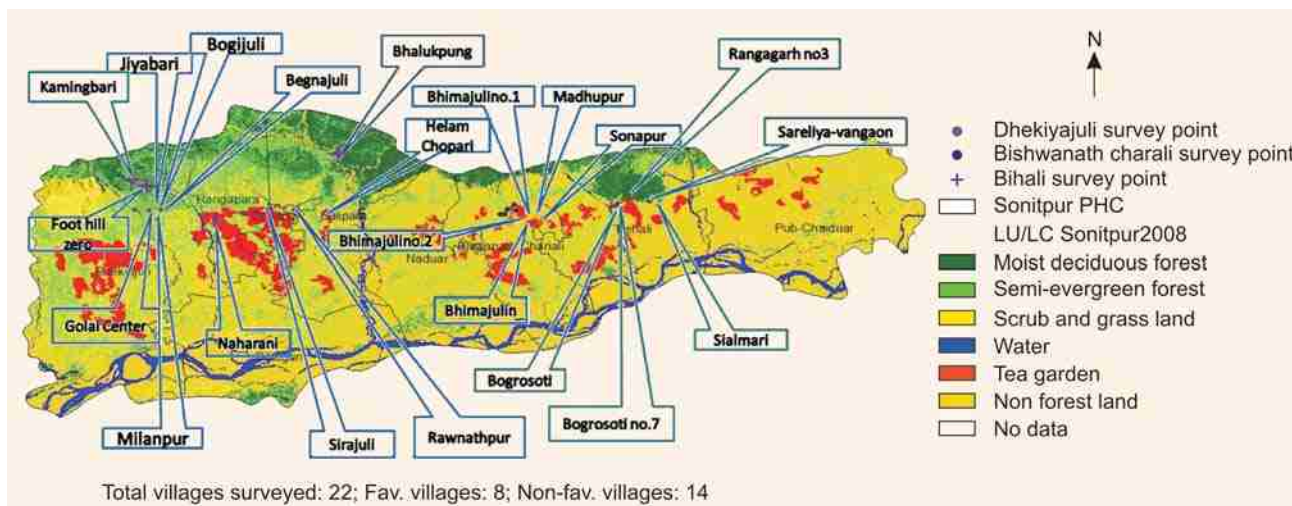 Bogijuli
Jiyabari
Kamingbari
Begnajuli
Bhalukpung
Helam
Chopari
Bhimajulino.1
Madhupur
Sonapur
Rangagarh no3
Sareliya-vangaon
Rangapara
Foot hill
zero
Bhimajulino.2
Naduar
Pub-Chaiduar
Golai Center
Naharani
Bhimajulin
Sialmari
Bogrosoti
Bogrosoti no.7
Milanpur
Sirajuli
Rawnathpur
N
Dhekiyajuli survey point
Bishwanath charali survey point
Bihali survey point
Sonitpur PHC
LU/LC Sonitpur2008
Moist deciduous forest
Semi-evergreen forest
Scrub and grass land
Water
Tea garden
Non forest land
No data
Total villages surveyed: 22; Fav. villages: 8; Non-fav. villages: 14